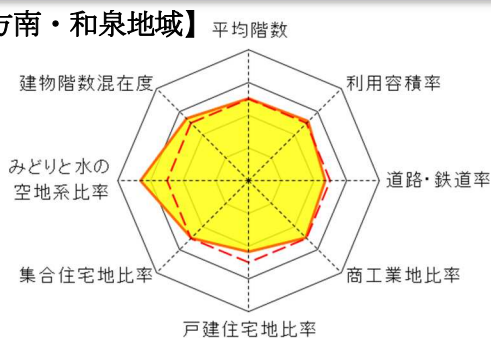 方南・和泉地域】
平均階数
建物階数混在度
利用容積率
みどりと水の
空地系比率
道路・鉄道率
集合住宅地比率
商工業地比率
戸建住宅地比率